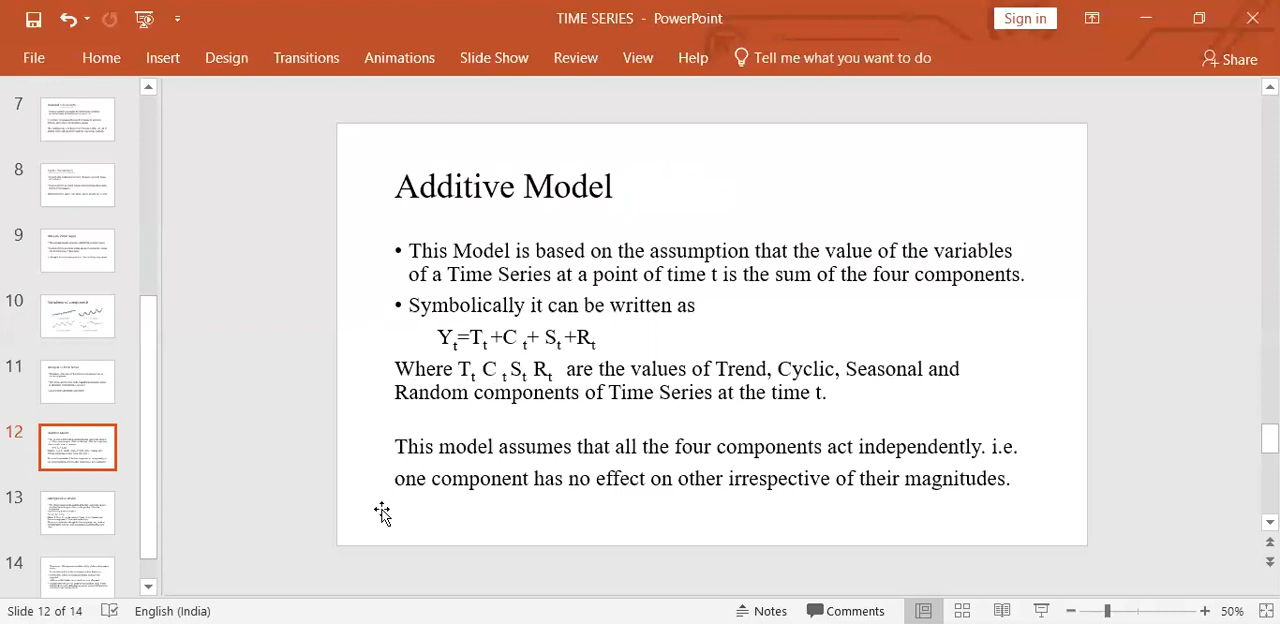 TIME SERIES - PowerPoint
Sign in
File Home Insert Design Transitions Animations Slide Show Review View Help Tell me what you want to do Share
7
8
9
10
11
12
13
14
Additive Model
• This Model is based on the assumption that the value of the variables
of a Time Series at a point of time t is the sum of the four components.
• Symbolically it can be written as
Yt=Tt +C t+ St +Rt
Where Tt C t St Rt are the values of Trend, Cyclic, Seasonal and
Random components of Time Series at the time t.
This model assumes that all the four components act independently. i.e.
one component has no effect on other irrespective of their magnitudes.
Slide 12 of 14 English (India) Notes Comments 50%